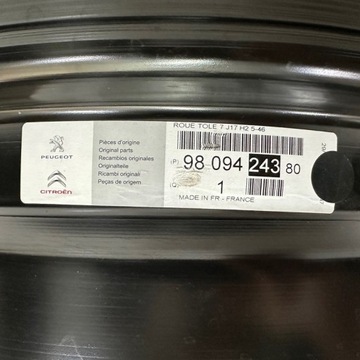 ROUE TOLE 7 J17 H2 5-46
PEUGEOT
CITROËN
Pièces d'origine
Original parts
Recambios originales
Originalteile
Ricambi originali
Peças de origem
(P) 98 094 243 80
(Q) 1
MADE IN FR - FRANCE